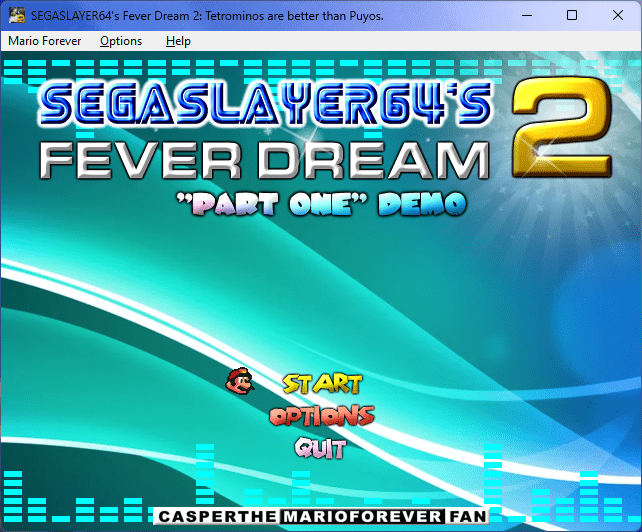 SEGASLAYER64's Fever Dream 2: Tetrominos are better than Puyos.
Mario Forever Options Help
SEGASLAYER64'S
FEVER DREAM 2
"PART ONE" DEMO
START
OPTIONS
QUIT
CASPERTHE MARIOFOREVER FAN